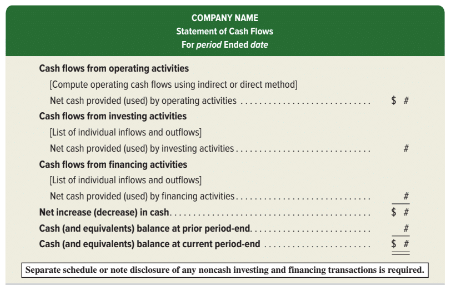 COMPANY NAME
Statement of Cash Flows
For period Ended date
Cash flows from operating activities
[Compute operating cash flows using indirect or direct method]
Net cash provided (used) by operating activities . . . . . . . . . . . . . . . . . . . . . . . . . . . $ #
Cash flows from investing activities
[List of individual inflows and outflows]
Net cash provided (used) by investing activities . . . . . . . . . . . . . . . . . . . . . . . . . . . #
Cash flows from financing activities
[List of individual inflows and outflows]
Net cash provided (used) by financing activities . . . . . . . . . . . . . . . . . . . . . . . . . . . #
Net increase (decrease) in cash . . . . . . . . . . . . . . . . . . . . . . . . . . . . . . . . . . . . . . . $ #
Cash (and equivalents) balance at prior period-end . . . . . . . . . . . . . . . . . . . . . . . . #
Cash (and equivalents) balance at current period-end . . . . . . . . . . . . . . . . . . . . . . $ #
Separate schedule or note disclosure of any noncash investing and financing transactions is required.